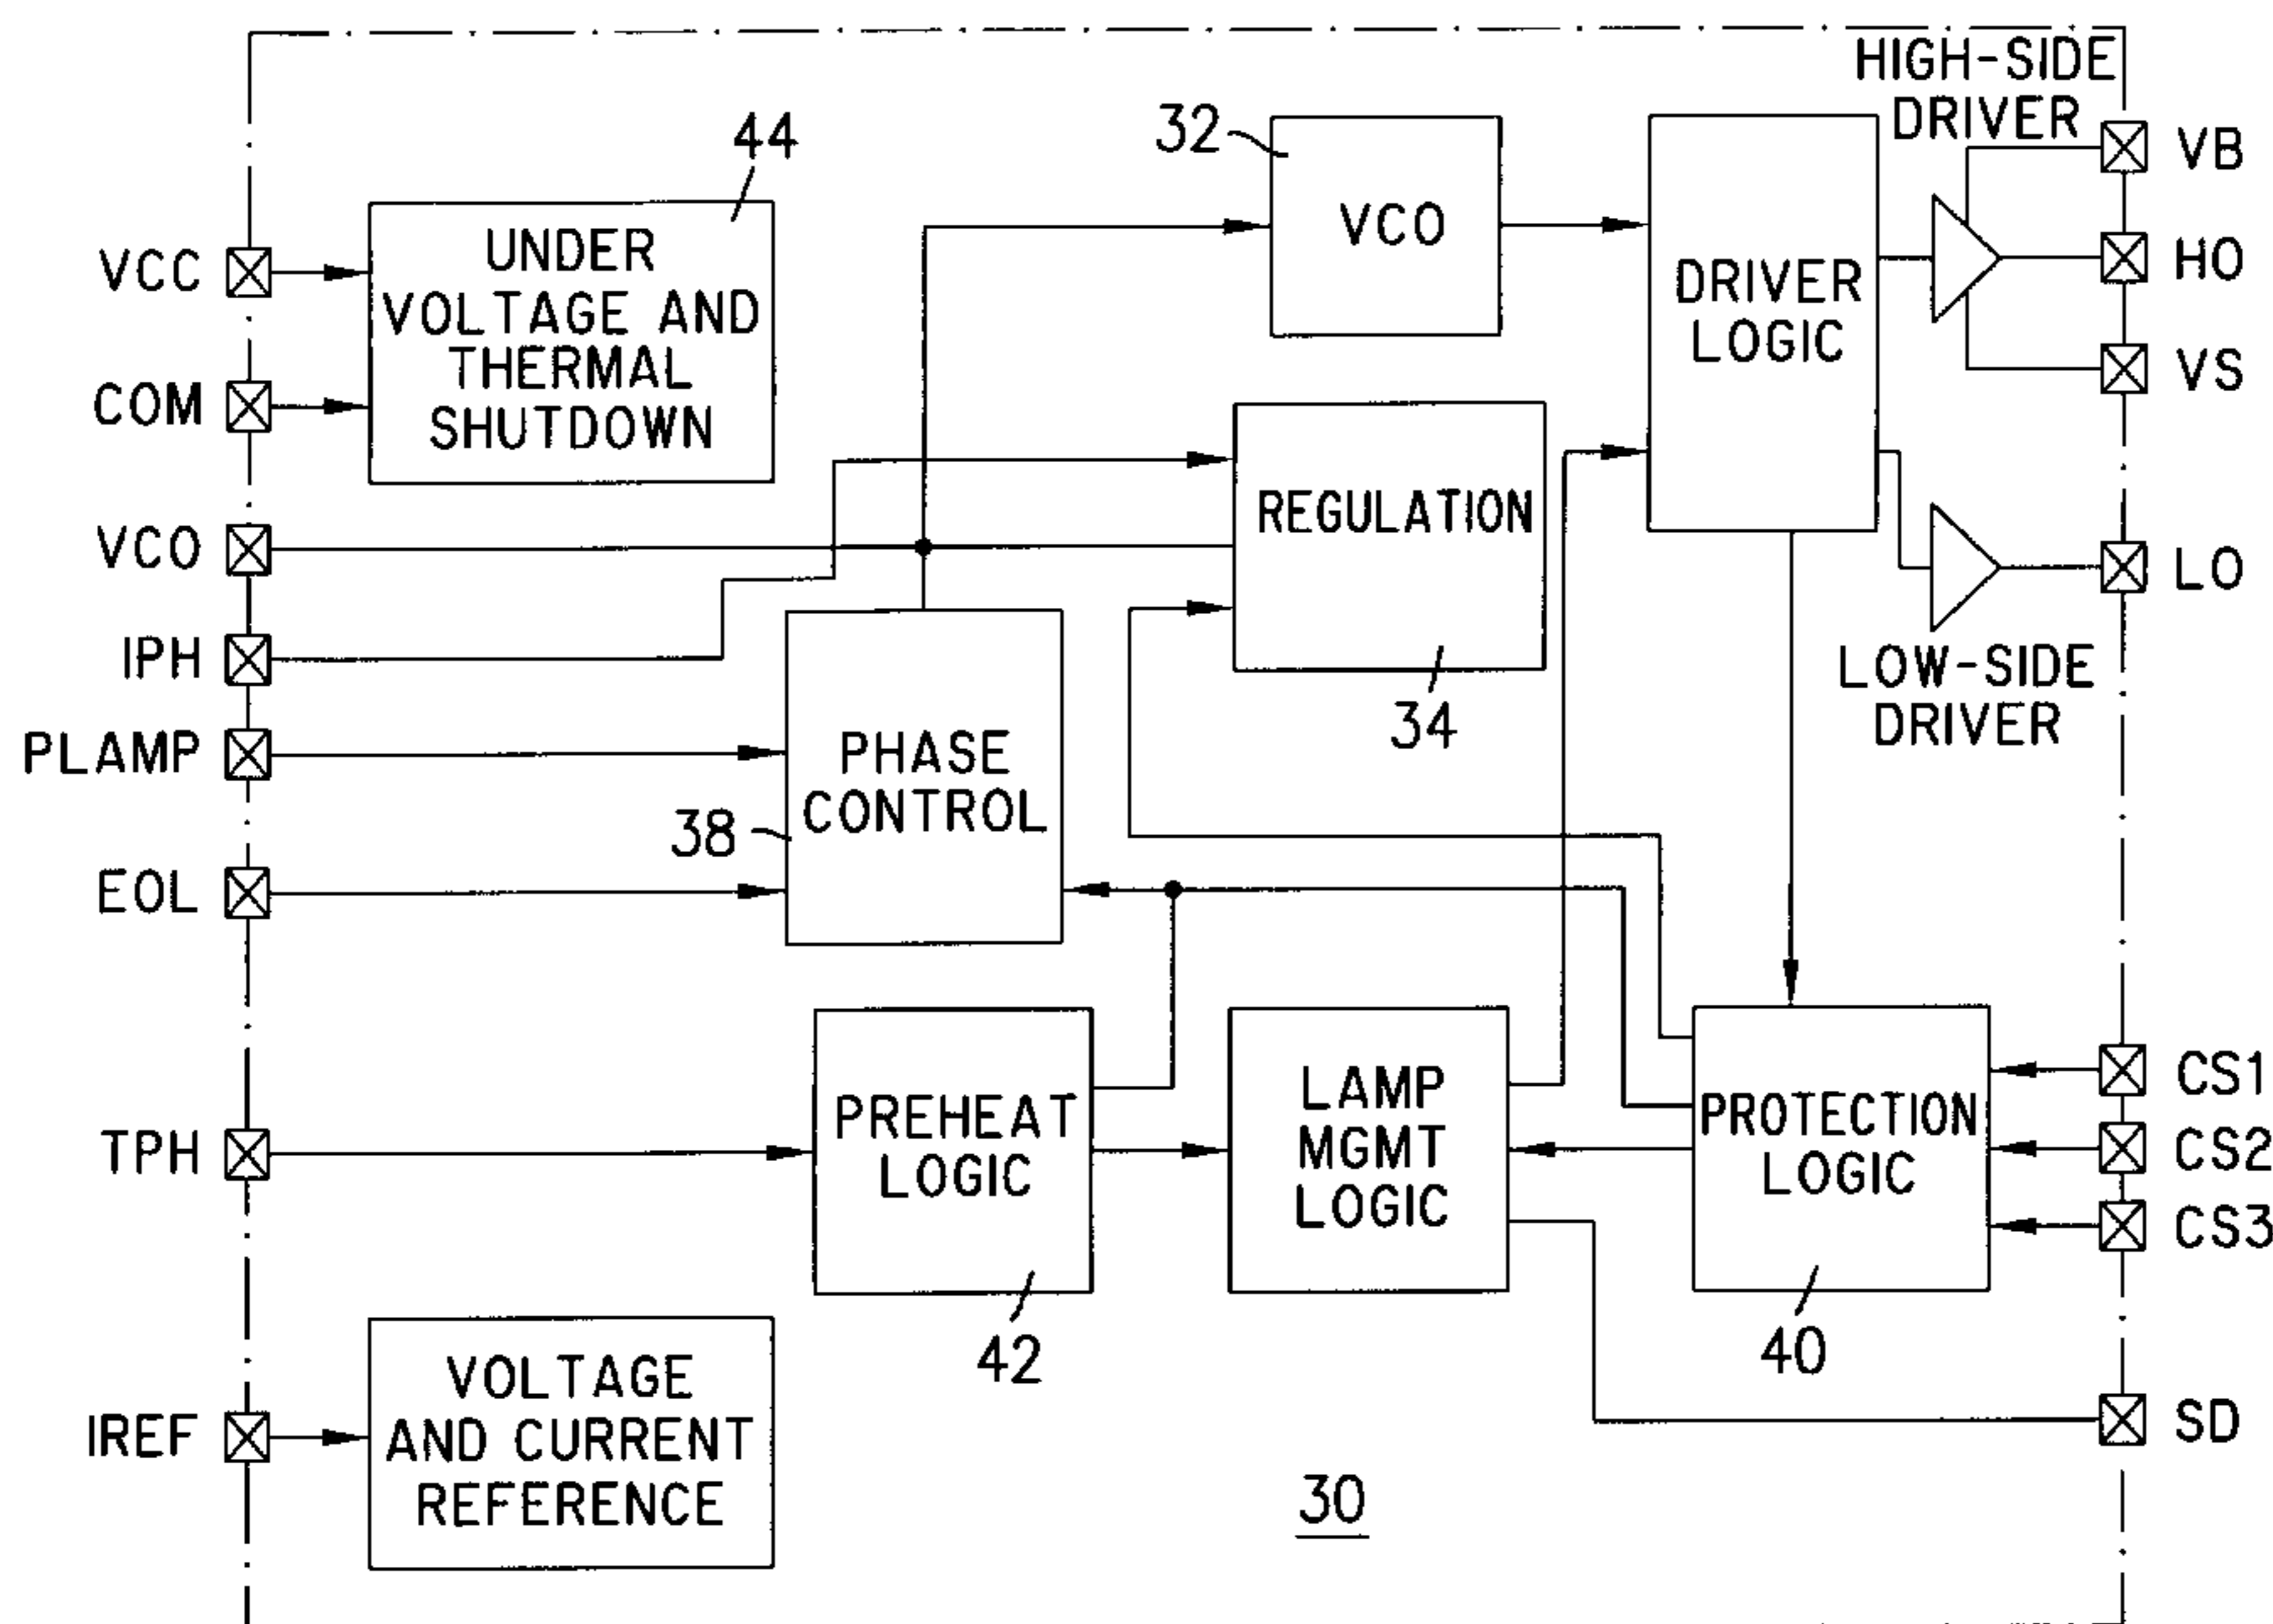 HIGH-SIDE
DRIVER
44
32
VB
VCC
UNDER
VOLTAGE AND
THERMAL
SHUTDOWN
VCO
DRIVER
LOGIC
HO
COM
VS
VCO
REGULATION
LO
IPH
34
LOW-SIDE
DRIVER
PLAMP
PHASE
CONTROL
38
EOL
TPH
PREHEAT
LOGIC
42
LAMP
MGMT
LOGIC
PROTECTION
LOGIC
40
CS1
CS2
CS3
IREF
VOLTAGE
AND CURRENT
REFERENCE
SD
30